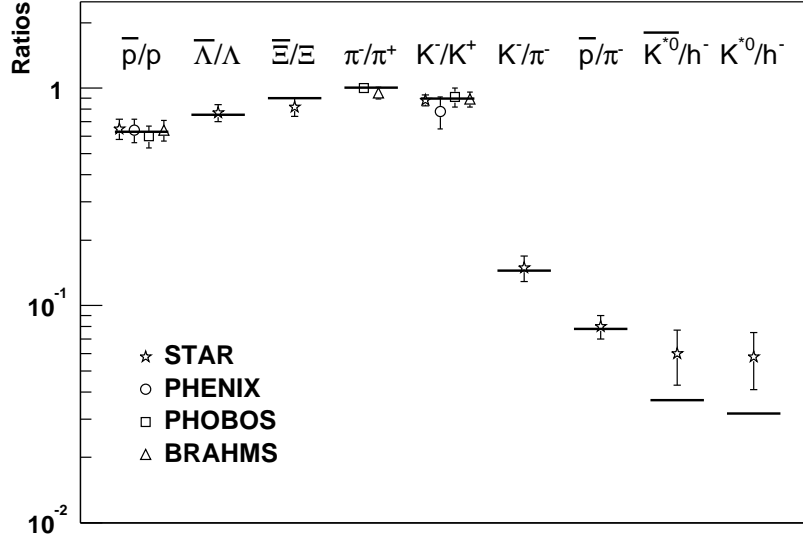 Ratios
p̅/p Λ̅/Λ Ξ̅/Ξ π⁻/π⁺ K⁻/K⁺ K⁻/π⁻ p̅/π⁻ K̅*⁰/h⁻ K*⁰/h⁻
1
10⁻¹
STAR
PHENIX
PHOBOS
BRAHMS
10⁻²